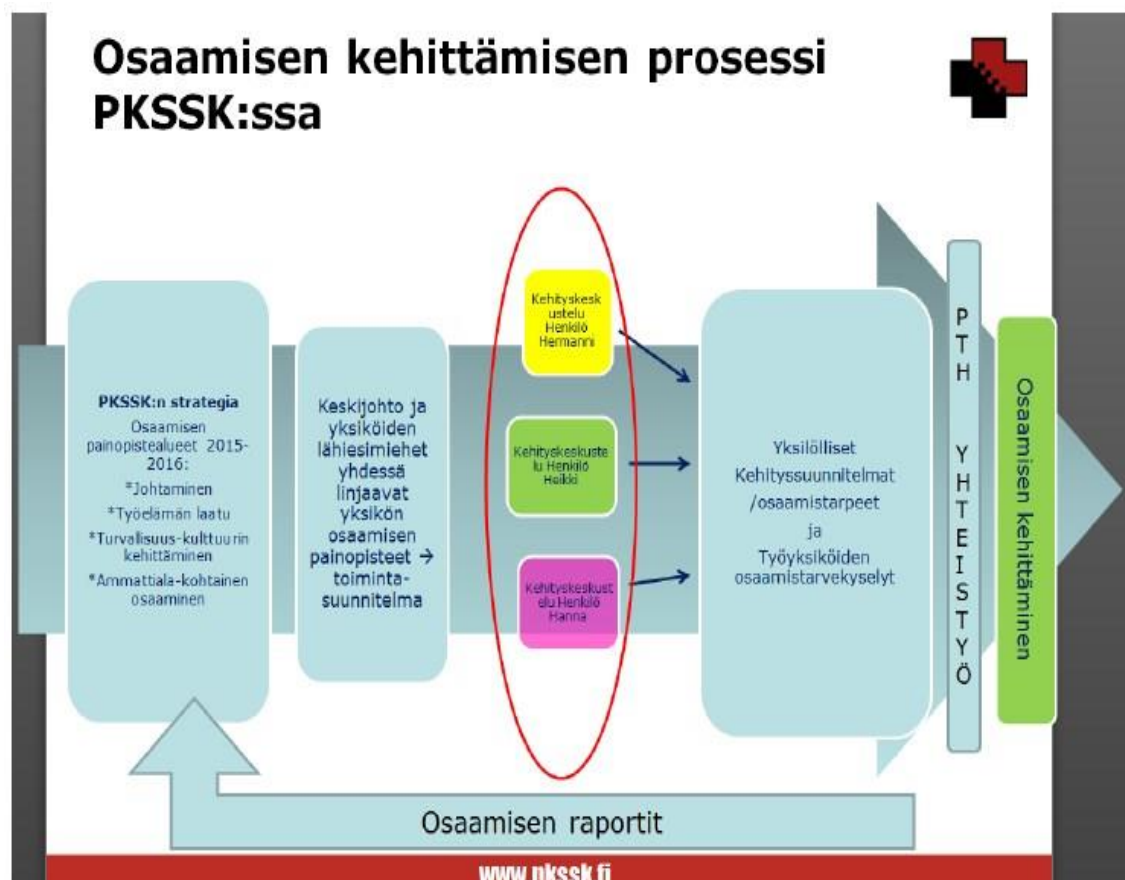 Osaamisen kehittämisen prosessi
PKSSK:ssa
PKSSK:n strategia
Osaamisen
painopistealueet 2015-
2016:
*Johtaminen
*Työelämän laatu
*Turvallisuus-kulttuurin
kehittäminen
*Ammattiala-kohtainen
osaaminen
Keskijohto ja
yksiköiden
lähiesimiehet
yhdessä
linjaavat
yksikön
osaamisen
painopisteet →
toiminta-
suunnitelma
Kehityskesk
ustelu
Henkilö
Hermanni
Kehityskeskuste
lu Henkilö
Heikki
Kehityskeskust
elu Henkilö
Hanna
Yksilölliset
Kehityssuunnitelmat
/osaamistarpeet
ja
Työyksiköiden
osaamistarvekyselyt
PTH YHTEISTYÖ
Osaamisen kehittäminen
Osaamisen raportit
www.pkssk.fi